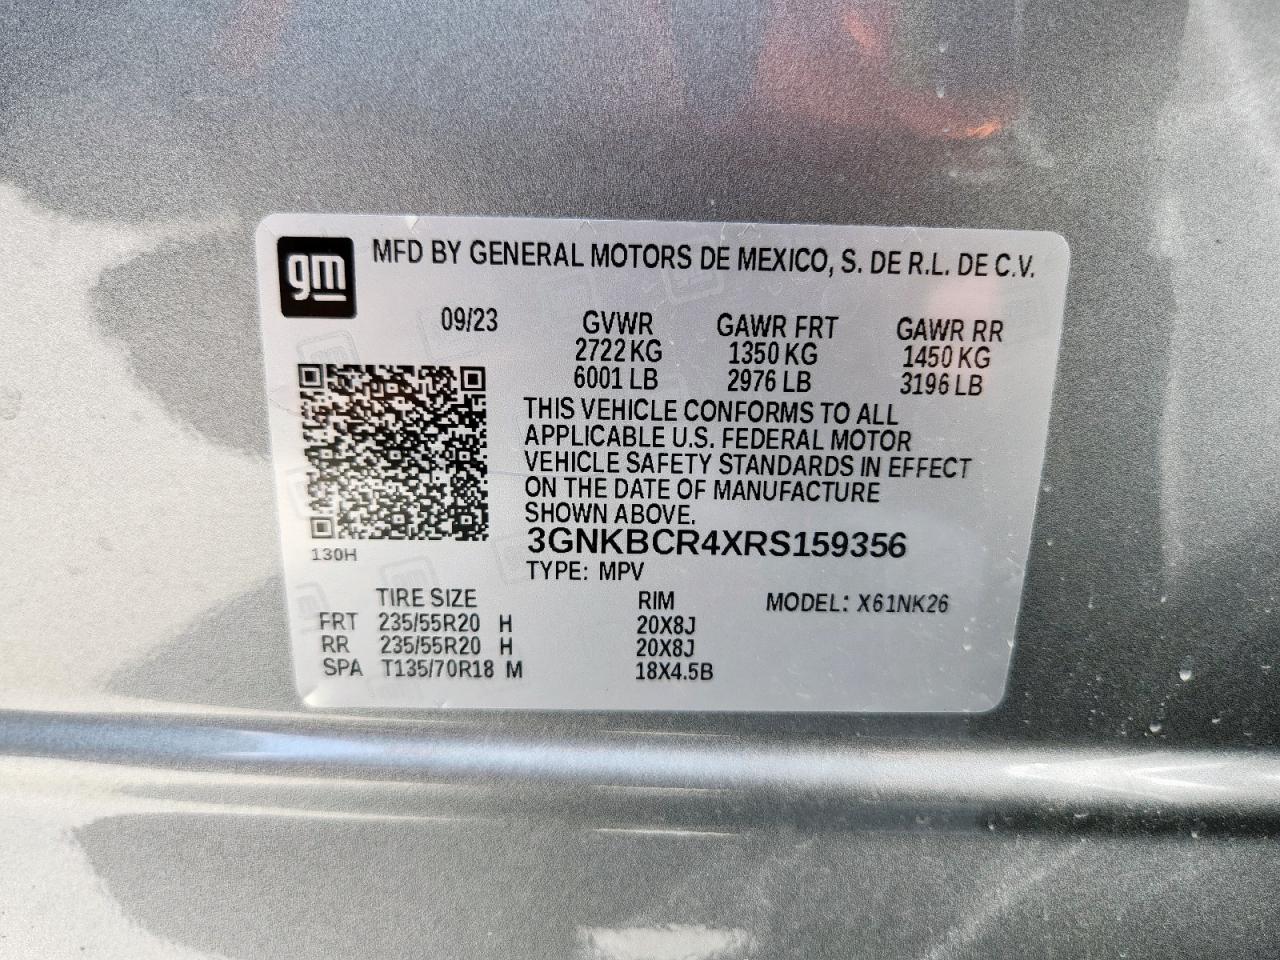 gm
MFD BY GENERAL MOTORS DE MEXICO, S. DE R.L. DE C.V.
09/23 GVWR GAWR FRT GAWR RR
2722 KG 1350 KG 1450 KG
6001 LB 2976 LB 3196 LB
THIS VEHICLE CONFORMS TO ALL
APPLICABLE U.S. FEDERAL MOTOR
VEHICLE SAFETY STANDARDS IN EFFECT
ON THE DATE OF MANUFACTURE
SHOWN ABOVE.
3GNKBCR4XRS159356
130H
TYPE: MPV
TIRE SIZE RIM MODEL: X61NK26
FRT 235/55R20 H 20X8J
RR 235/55R20 H 20X8J
SPA T135/70R18 M 18X4.5B